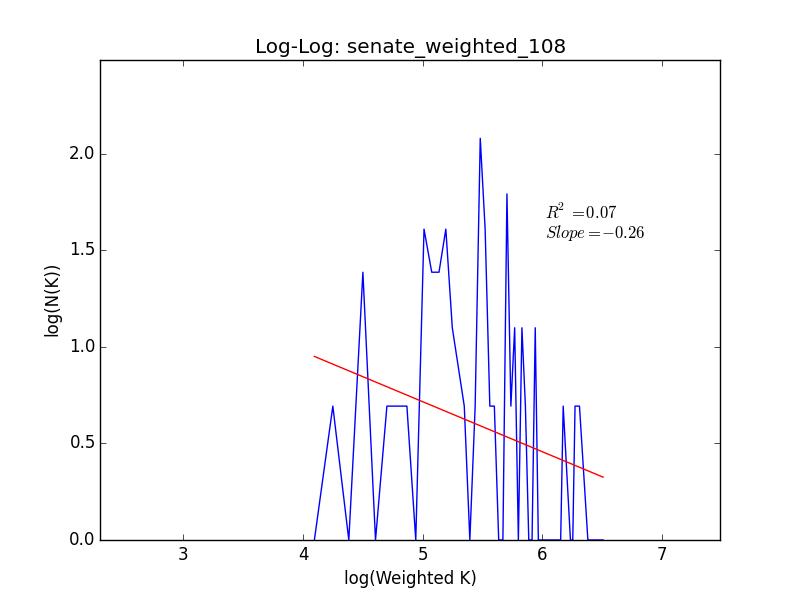 Log-Log: senate_weighted_108
log(N(K))
2.0
1.5
1.0
0.5
0.0
R² =0.07
Slope=−0.26
3 4 5 6 7
log(Weighted K)